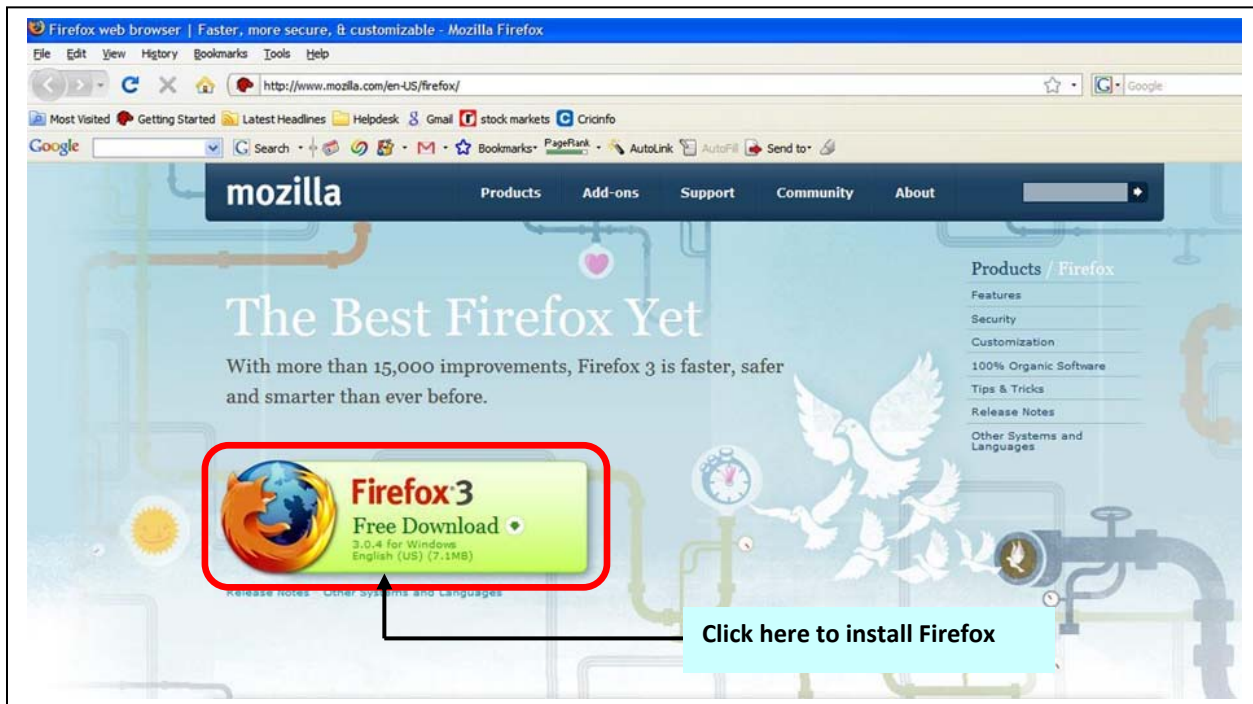 Firefox web browser | Faster, more secure, & customizable - Mozilla Firefox
File Edit View History Bookmarks Tools Help
http://www.mozilla.com/en-US/firefox/
G Google
Most Visited Getting Started Latest Headlines Helpdesk Gmail stock markets Cricinfo
Google Search Bookmarks PageRank AutoLink AutoFill Send to
mozilla Products Add-ons Support Community About
Products / Firefox
Features
Security
Customization
100% Organic Software
Tips & Tricks
Release Notes
Other Systems and
Languages
The Best Firefox Yet
With more than 15,000 improvements, Firefox 3 is faster, safer
and smarter than ever before.
Firefox 3
Free Download
3.0.4 for Windows
English (US) (7.1MB)
Release Notes Other Systems and Languages
Click here to install Firefox